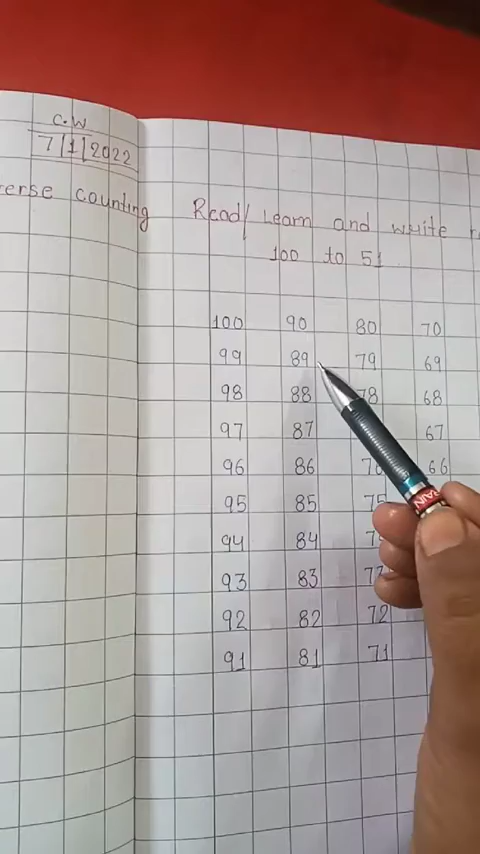 C.W
7/1/2022
erse counting
Read/ Learn and write
100 to 51
100 90 80 70
99 89 79 69
98 88 78 68
97 87 67
96 86 66
95 85 75
94 84
93 83
92 82 72
91 81 71